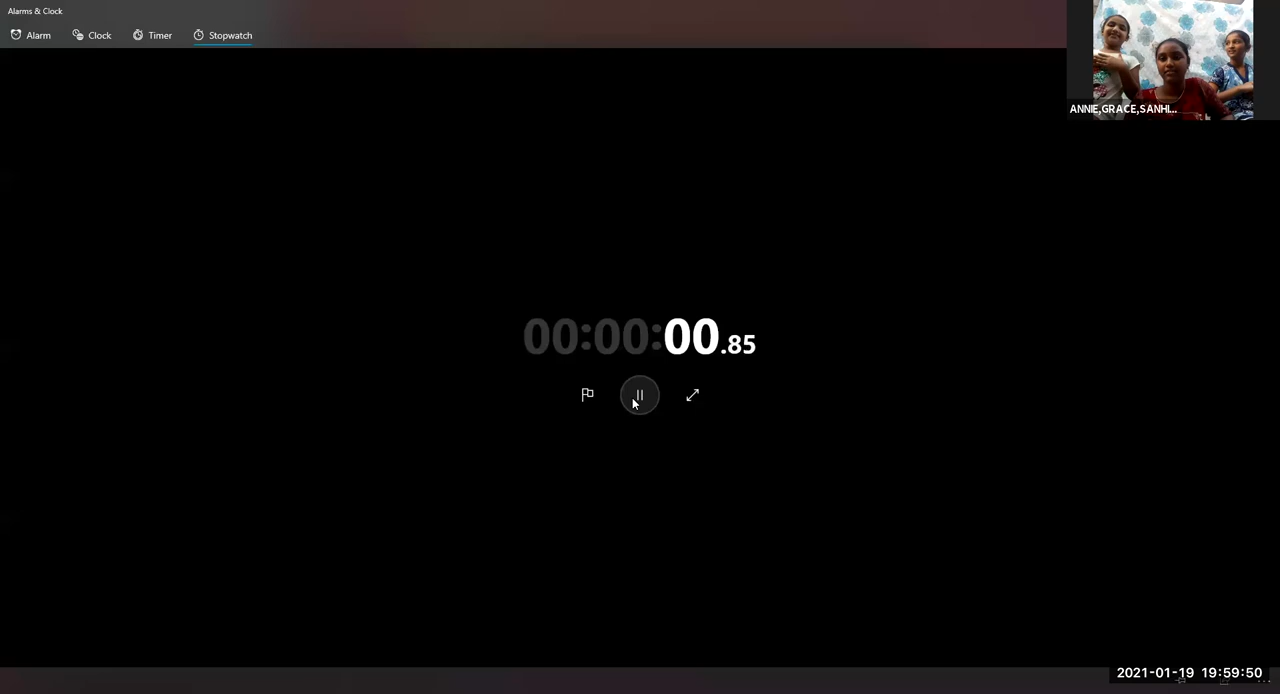 Alarms & Clock
Alarm Clock Timer Stopwatch
ANNIE,GRACE,SANHI...
00:00:00.85
2021-01-19 19:59:50